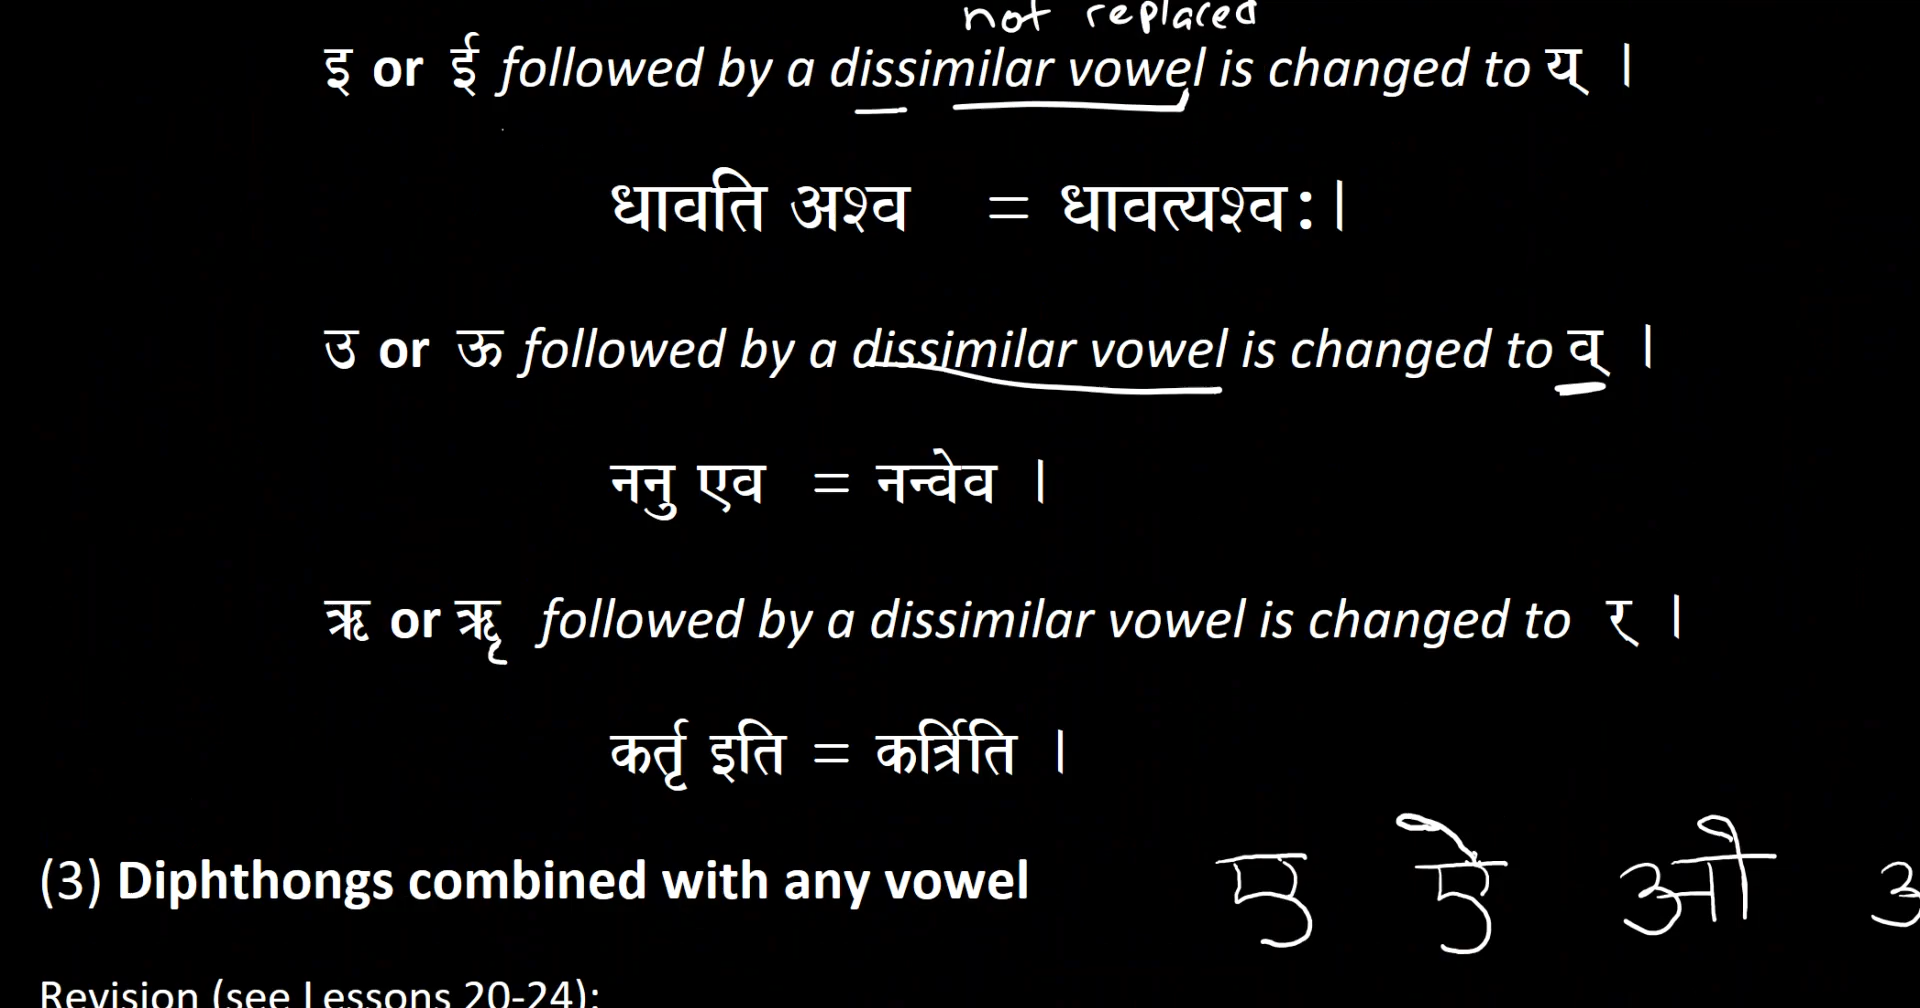 not replaced
इ or ई followed by a dissimilar vowel is changed to य् ।
धावति अश्व = धावत्यश्व:।
उ or ऊ followed by a dissimilar vowel is changed to व् ।
ननु एव = नन्वेव ।
ऋ or ॠ followed by a dissimilar vowel is changed to र् ।
कर्तृ इति = कर्त्रिति ।
(3) Diphthongs combined with any vowel ए ऐ ओ
Revision (see Lessons 20-24):